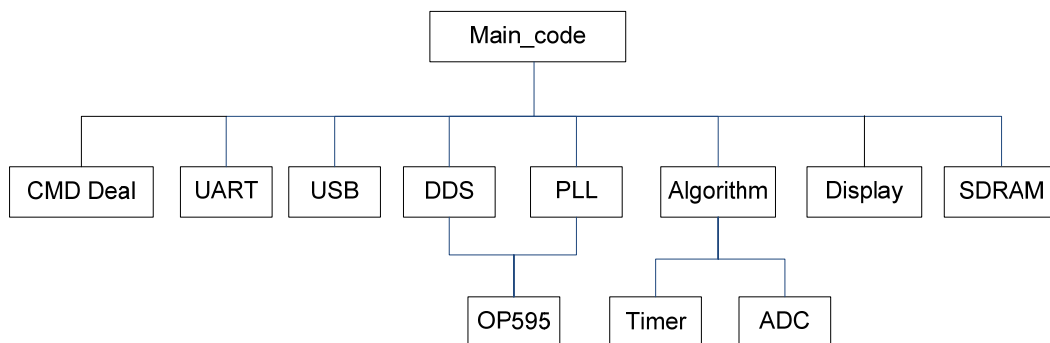 Main_code
CMD Deal
UART
USB
DDS
PLL
Algorithm
Display
SDRAM
OP595
Timer
ADC